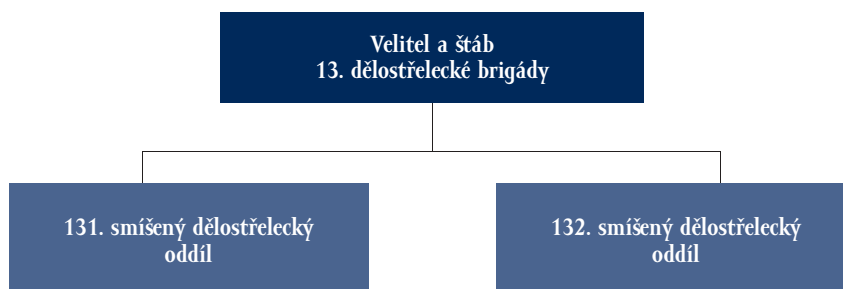 Velitel a štáb
13. dělostřelecké brigády
131. smíšený dělostřelecký
oddíl
132. smíšený dělostřelecký
oddíl